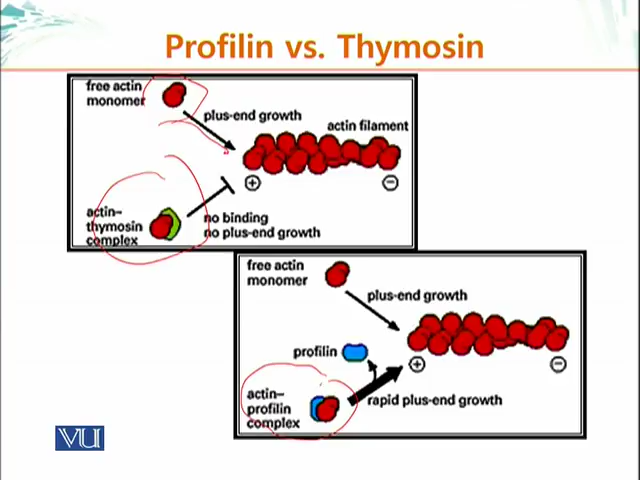 Profilin vs. Thymosin
free actin
monomer
plus-end growth
actin filament
+
−
actin–
thymosin
complex
no binding
no plus-end growth
free actin
monomer
plus-end growth
profilin
+
−
actin–
profilin
complex
rapid plus-end growth
VU